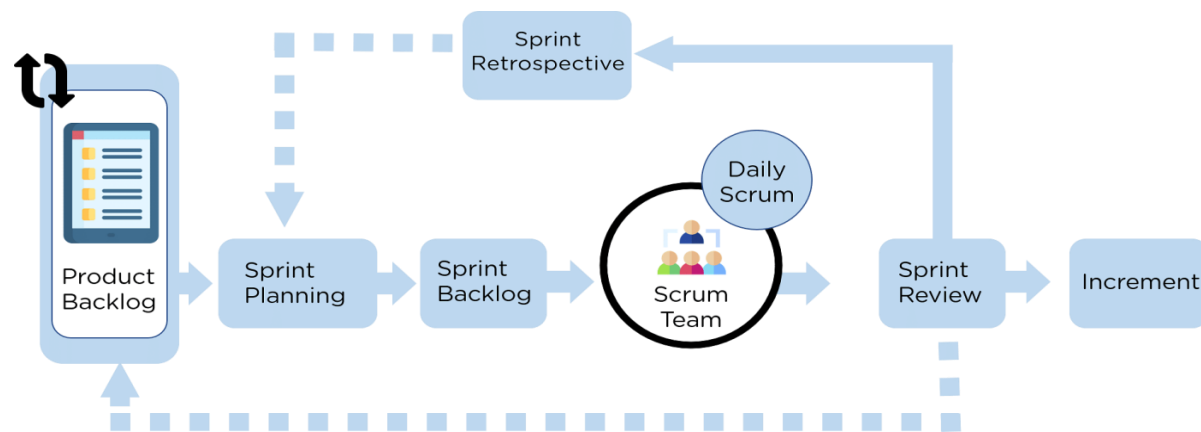 Sprint
Retrospective
Daily
Scrum
Product
Backlog
Sprint
Planning
Sprint
Backlog
Scrum
Team
Sprint
Review
Increment